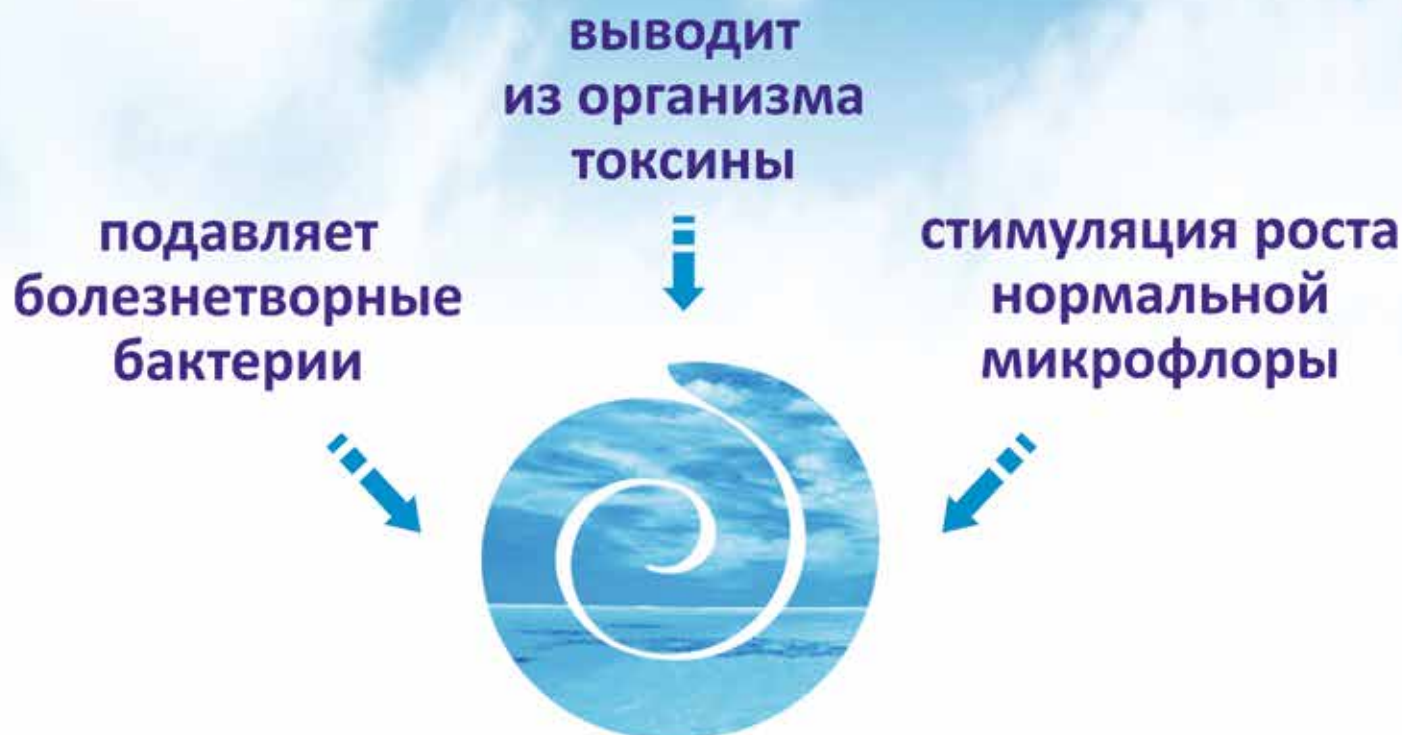 выводит
из организма
токсины
подавляет
болезнетворные
бактерии
стимуляция роста
нормальной
микрофлоры